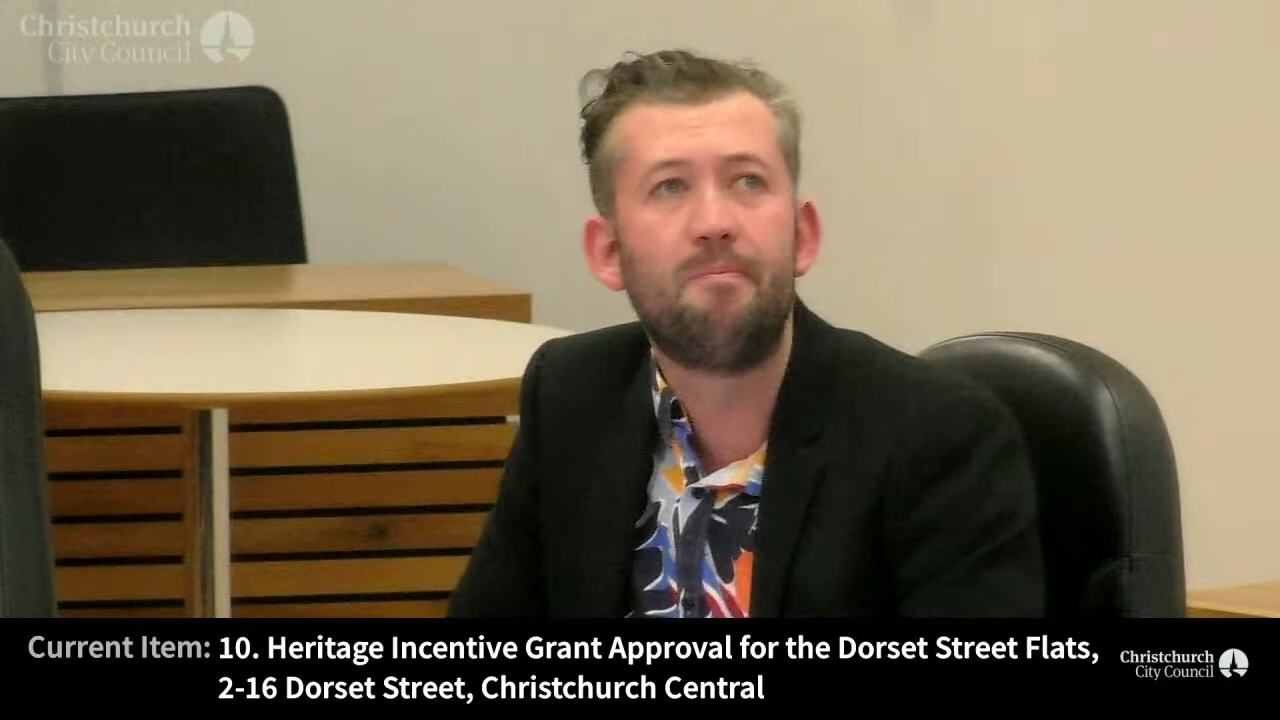 Christchurch
City Council
Current Item: 10. Heritage Incentive Grant Approval for the Dorset Street Flats,
2-16 Dorset Street, Christchurch Central
Christchurch
City Council